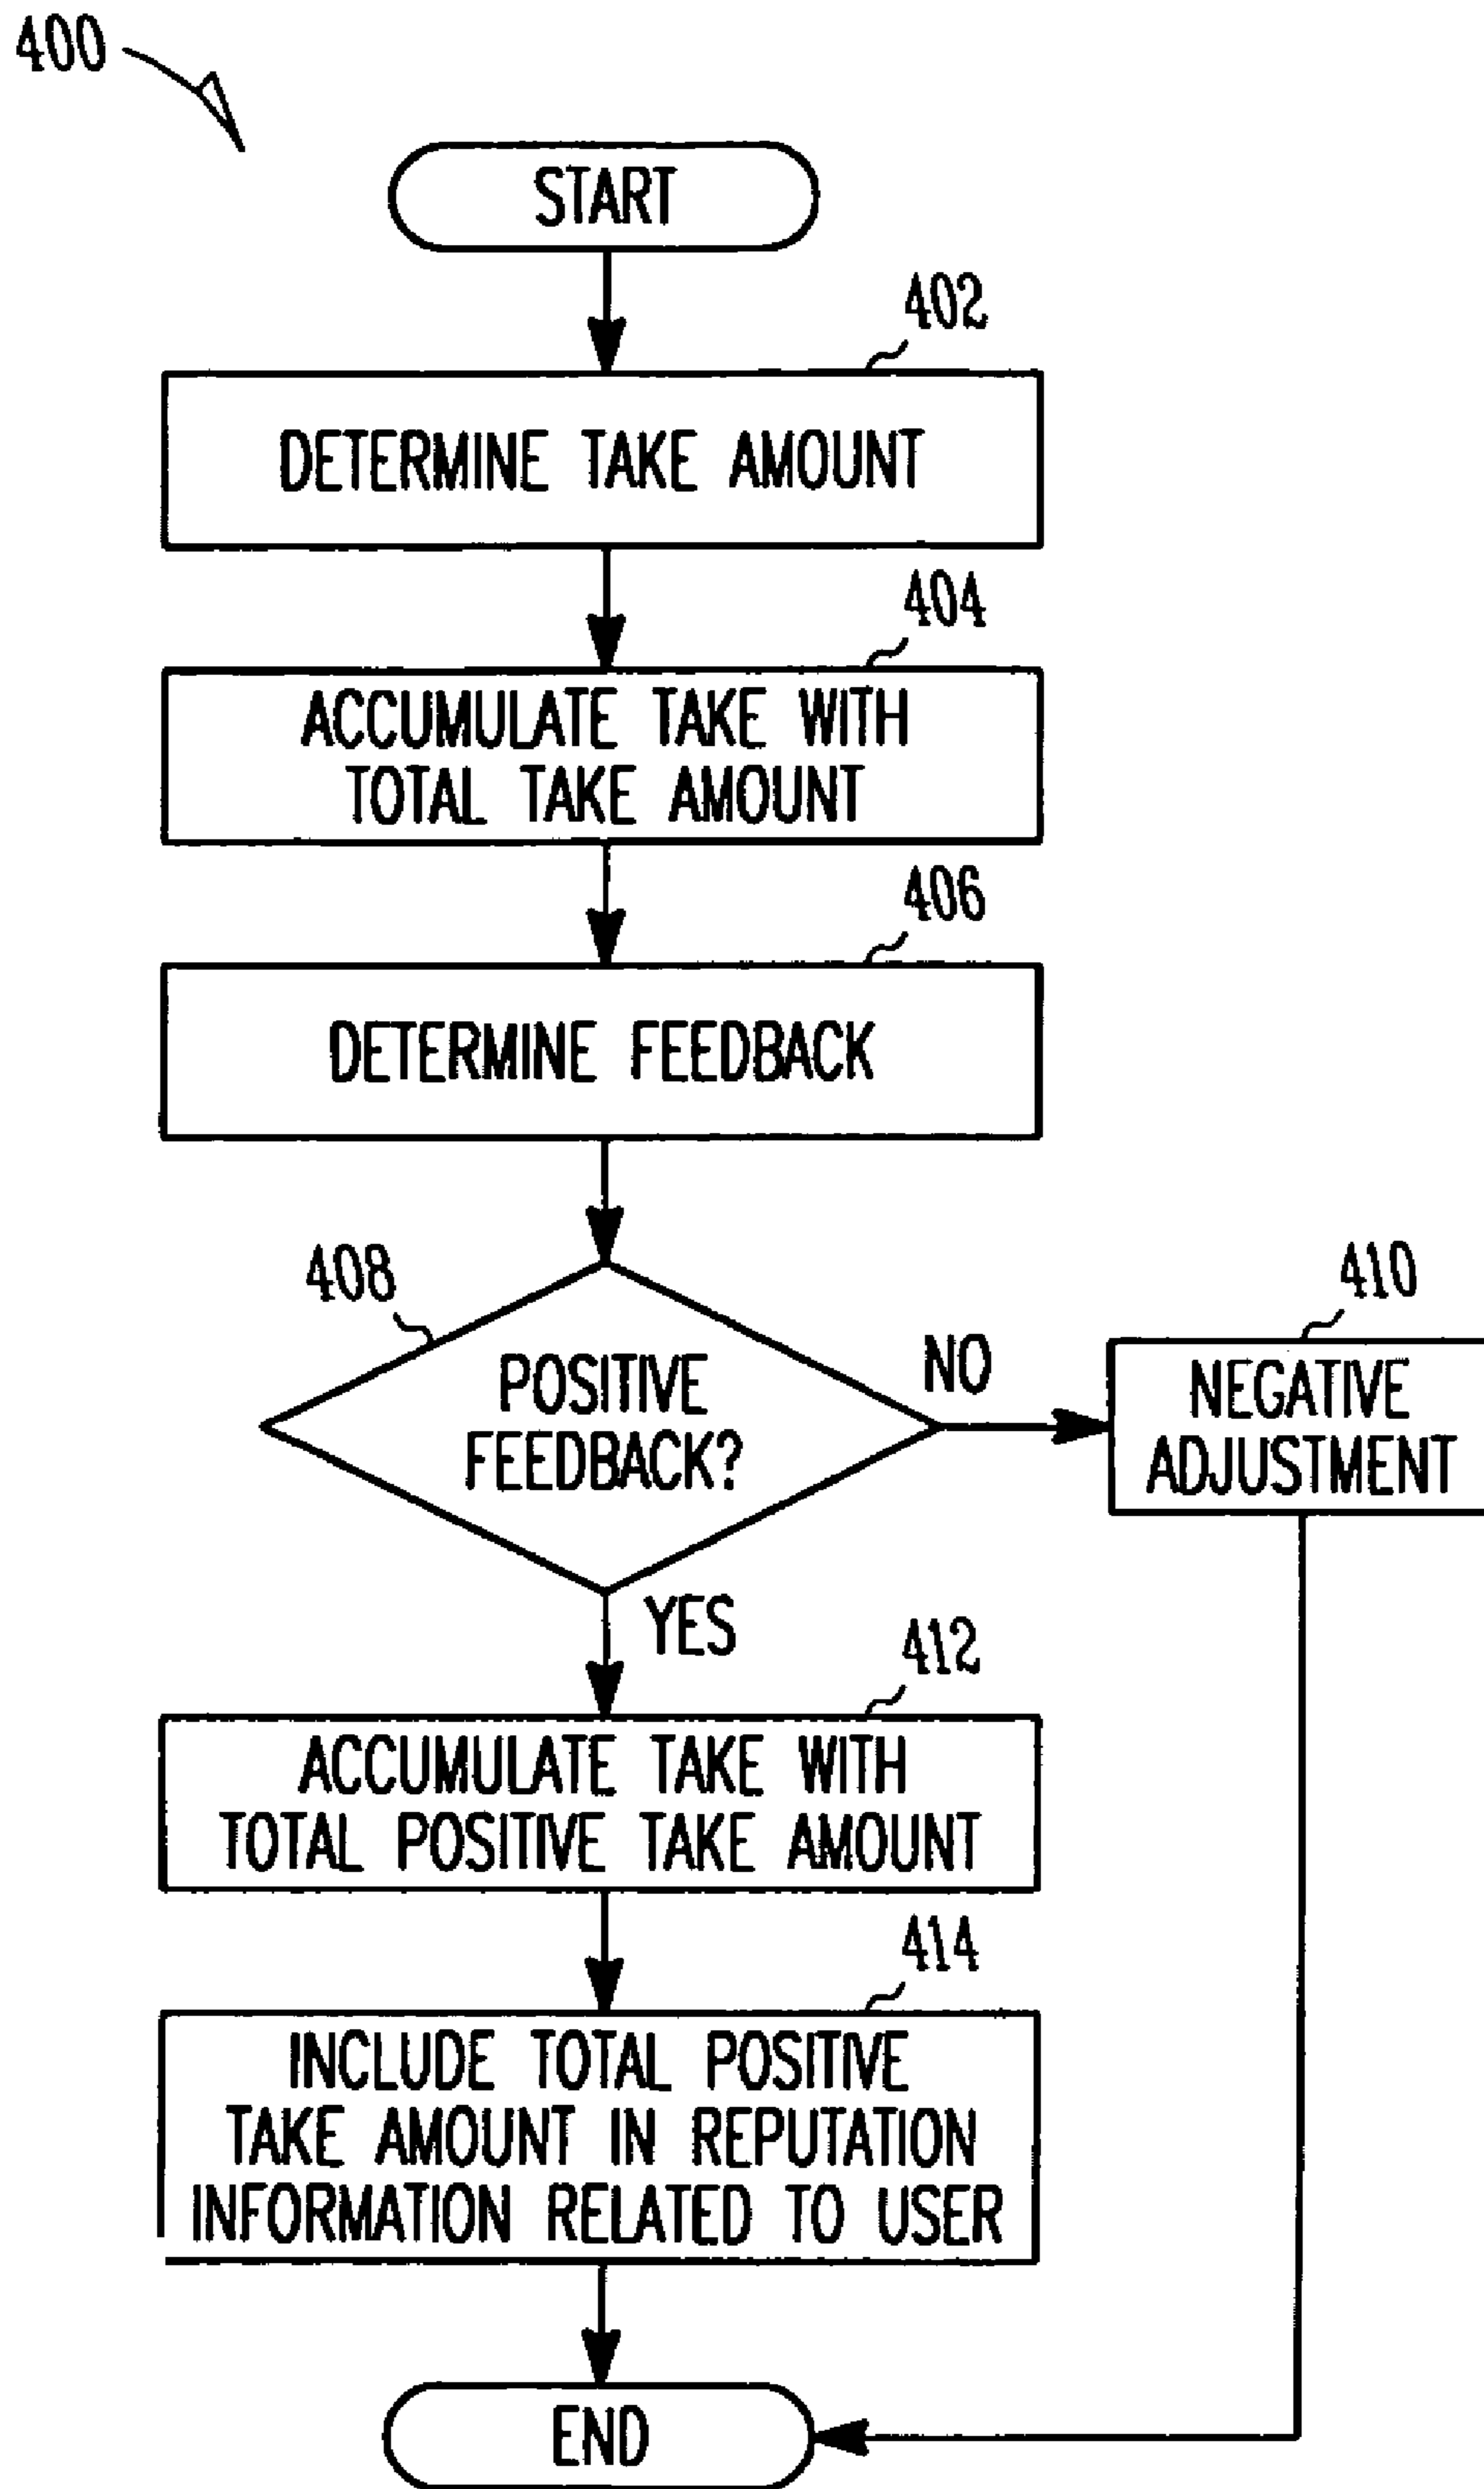 400
START
402
DETERMINE TAKE AMOUNT
404
ACCUMULATE TAKE WITH
TOTAL TAKE AMOUNT
406
DETERMINE FEEDBACK
408
POSITIVE
FEEDBACK?
NO
410
NEGATIVE
ADJUSTMENT
YES
412
ACCUMULATE TAKE WITH
TOTAL POSITIVE TAKE AMOUNT
414
INCLUDE TOTAL POSITIVE
TAKE AMOUNT IN REPUTATION
INFORMATION RELATED TO USER
END